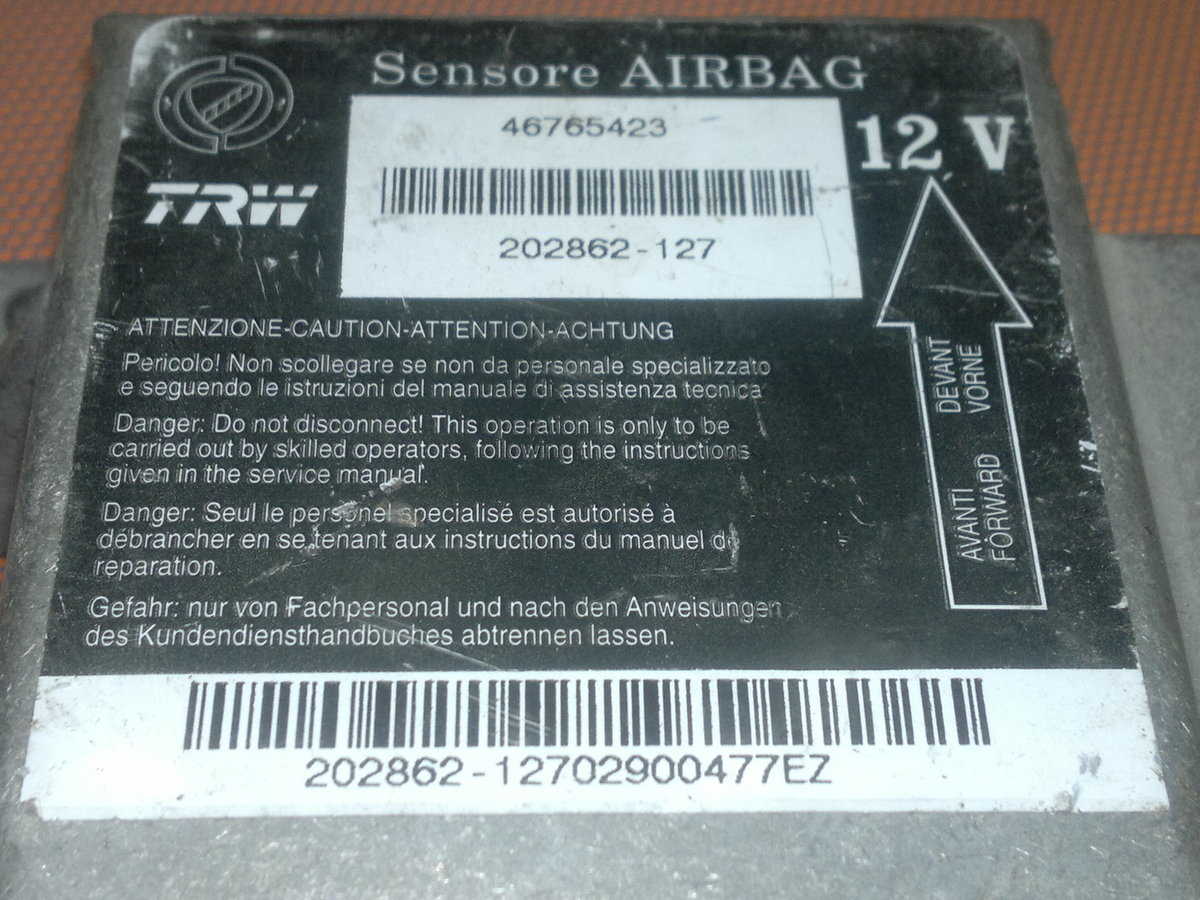 Sensore AIRBAG
46765423
12 V
TRW
202862-127
ATTENZIONE-CAUTION-ATTENTION-ACHTUNG
Pericolo! Non scollegare se non da personale specializzato
e seguendo le istruzioni del manuale di assistenza tecnica
Danger: Do not disconnect! This operation is only to be
carried out by skilled operators, following the instructions
given in the service manual.
Danger: Seul le personel specialisé est autorisé à
débrancher en se tenant aux instructions du manuel de
reparation.
Gefahr: nur von Fachpersonal und nach den Anweisungen
des Kundendiensthandbuches abtrennen lassen.
AVANTI DEVANT
FORWARD VORNE
202862-12702900477EZ